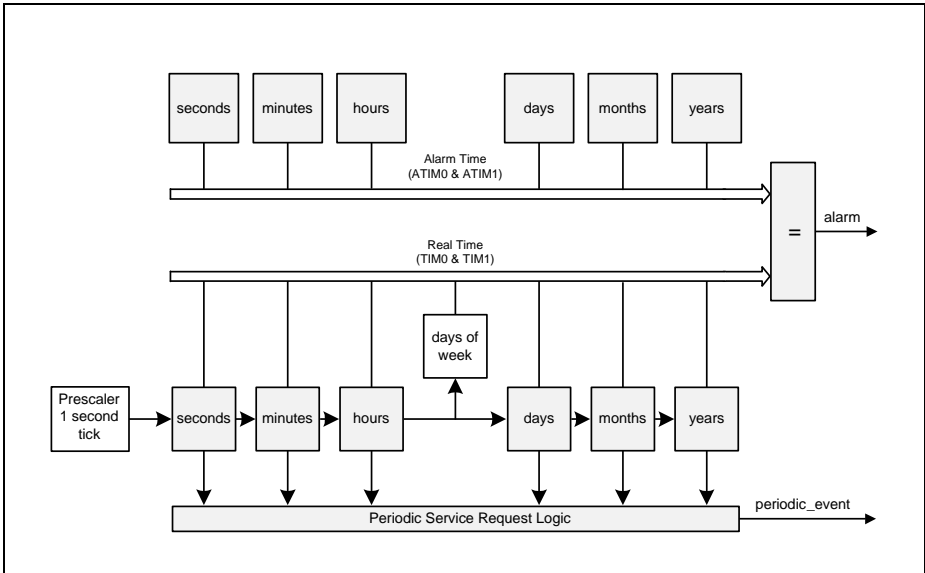 seconds
minutes
hours
days
months
years
Alarm Time
(ATIM0 & ATIM1)
alarm
=
Real Time
(TIM0 & TIM1)
days of
week
Prescaler
1 second
tick
seconds
minutes
hours
days
months
years
periodic_event
Periodic Service Request Logic